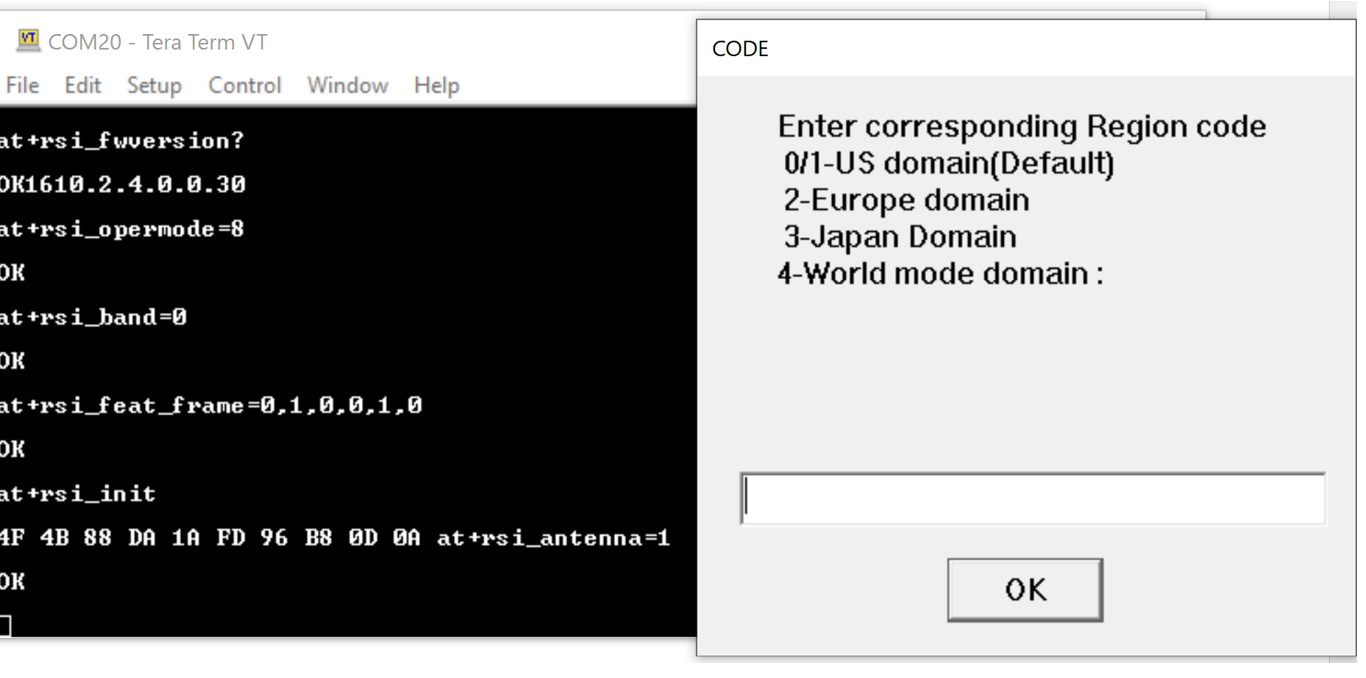 COM20 - Tera Term VT
File Edit Setup Control Window Help
at+rsi_fwversion?
OK1610.2.4.0.0.30
at+rsi_opermode=8
OK
at+rsi_band=0
OK
at+rsi_feat_frame=0,1,0,0,1,0
OK
at+rsi_init
4F 4B 88 DA 1A FD 96 B8 0D 0A at+rsi_antenna=1
OK
CODE
Enter corresponding Region code
0/1-US domain(Default)
2-Europe domain
3-Japan Domain
4-World mode domain :
OK